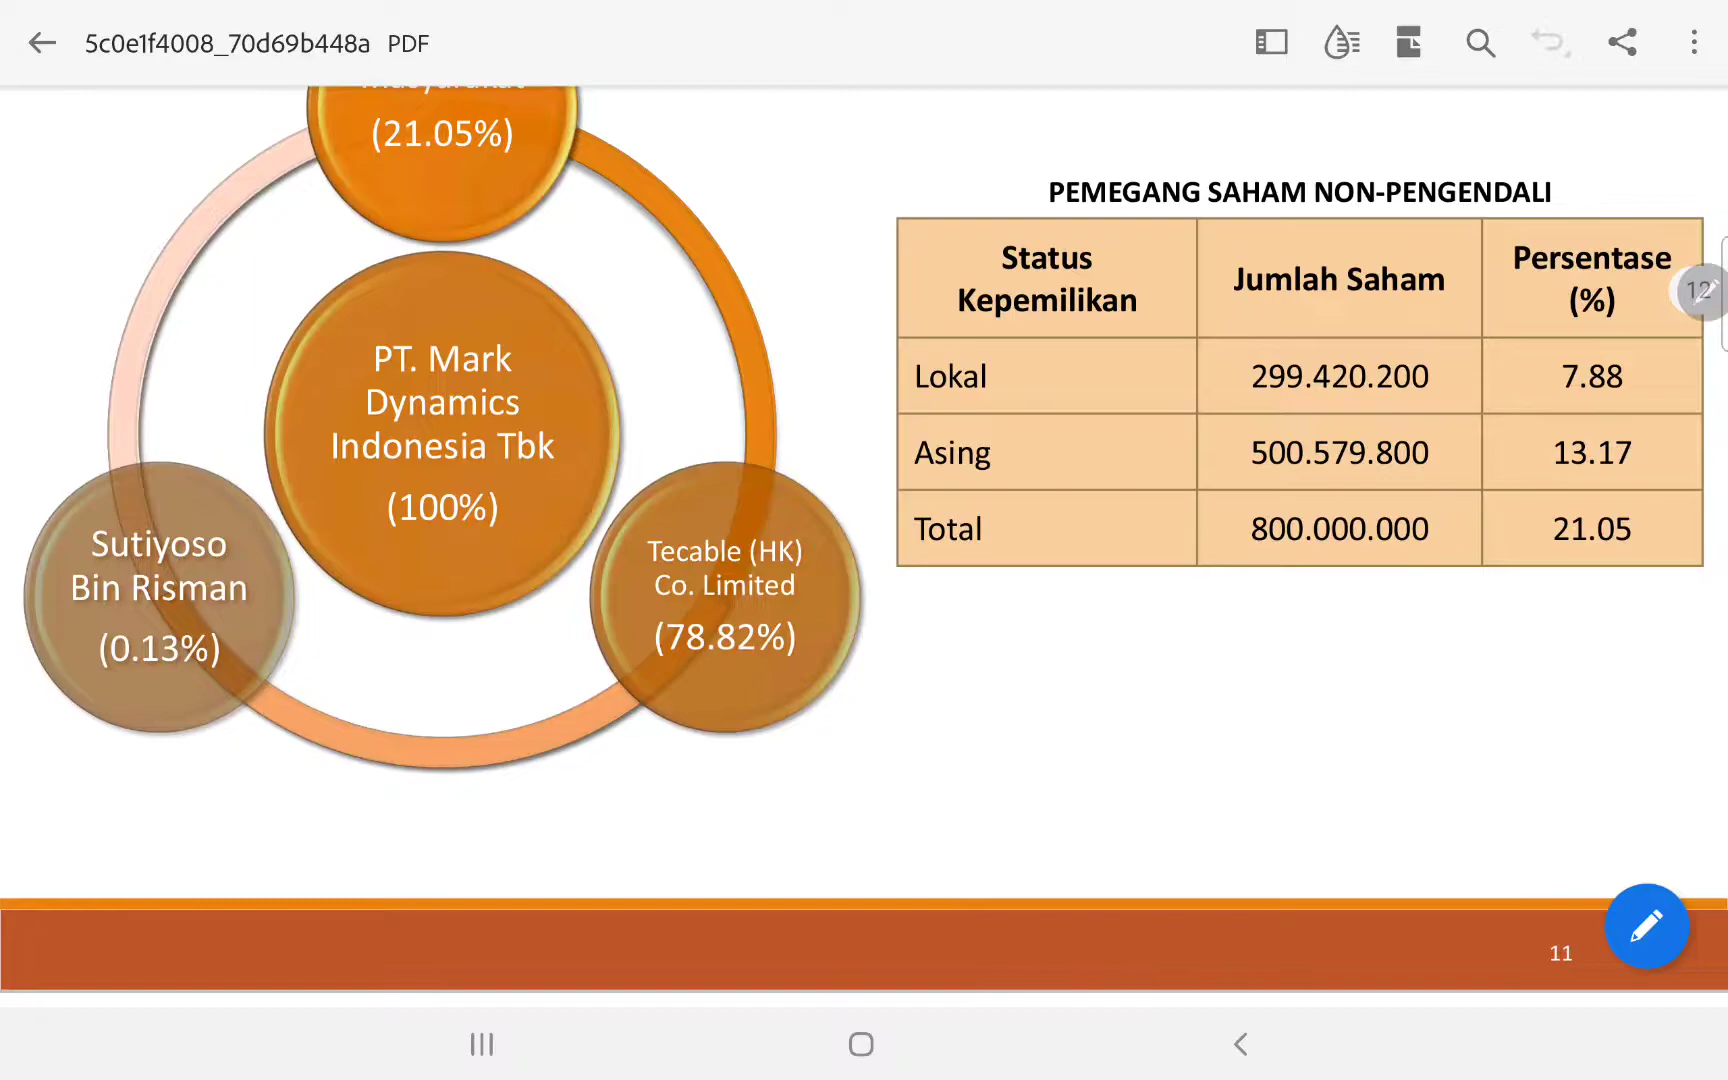 5c0e1f4008_70d69b448a PDF
(21.05%)
PT. Mark
Dynamics
Indonesia Tbk
(100%)
Sutiyoso
Bin Risman
(0.13%)
Tecable (HK)
Co. Limited
(78.82%)
PEMEGANG SAHAM NON-PENGENDALI
Status Kepemilikan Jumlah Saham Persentase (%)
Lokal 299.420.200 7.88
Asing 500.579.800 13.17
Total 800.000.000 21.05
12
11